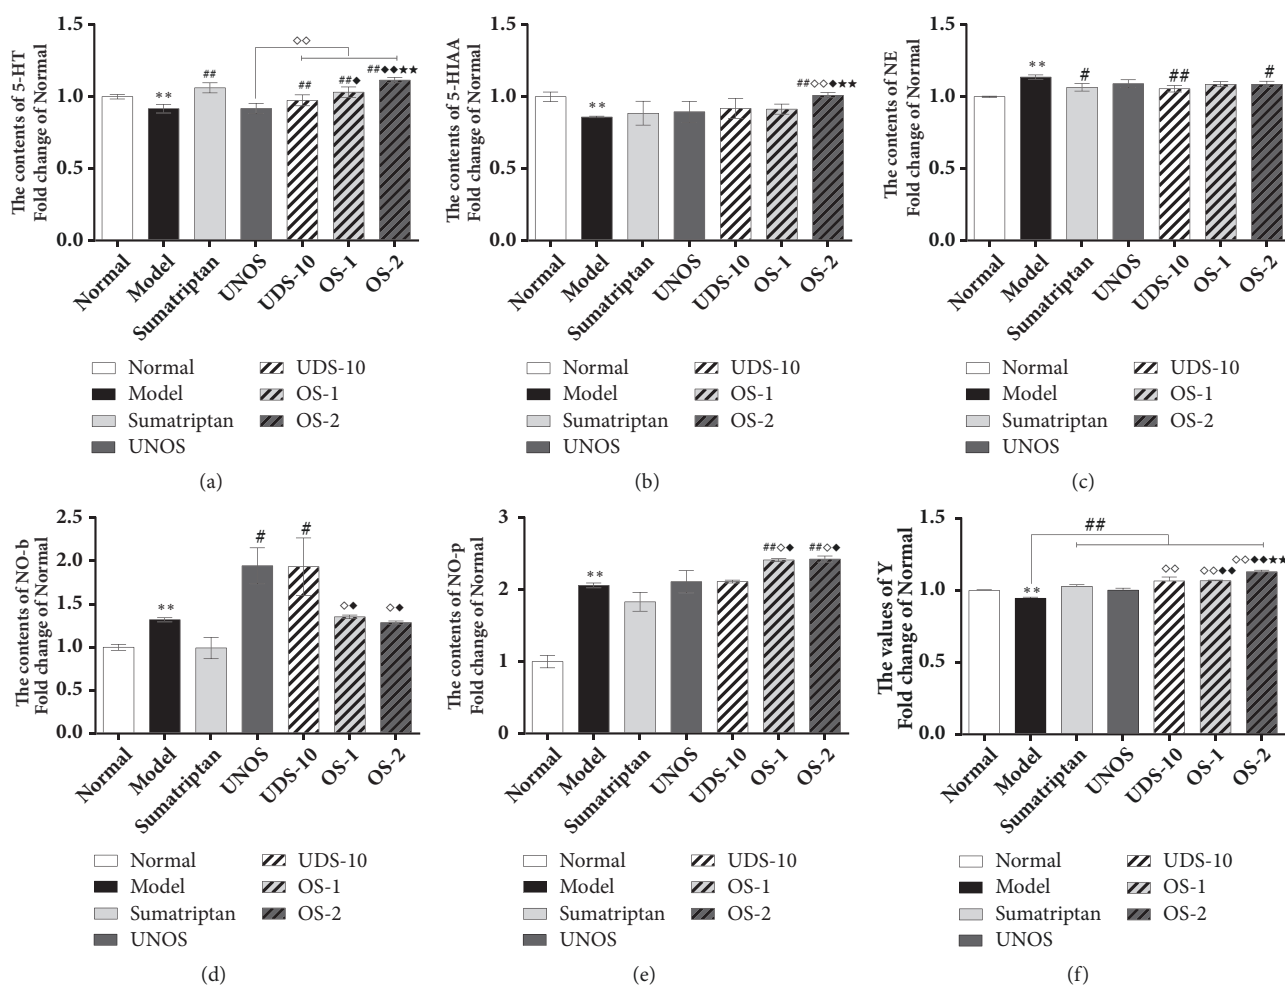 The contents of 5-HT
Fold change of Normal
1.5
1.0
0.5
0.0
**
##
◇◇
##
##◆
##◆◆★★
Normal
Model
Sumatriptan
UNOS
UDS-10
OS-1
OS-2
Normal
Model
Sumatriptan
UNOS
UDS-10
OS-1
OS-2
(a)
The contents of 5-HIAA
Fold change of Normal
1.5
1.0
0.5
0.0
**
##◇◇◆★★
Normal
Model
Sumatriptan
UNOS
UDS-10
OS-1
OS-2
Normal
Model
Sumatriptan
UNOS
UDS-10
OS-1
OS-2
(b)
The contents of NE
Fold change of Normal
1.5
1.0
0.5
0.0
**
#
##
#
Normal
Model
Sumatriptan
UNOS
UDS-10
OS-1
OS-2
Normal
Model
Sumatriptan
UNOS
UDS-10
OS-1
OS-2
(c)
The contents of NO-b
Fold change of Normal
2.5
2.0
1.5
1.0
0.5
0.0
**
#
#
◇◆
◇◆
Normal
Model
Sumatriptan
UNOS
UDS-10
OS-1
OS-2
Normal
Model
Sumatriptan
UNOS
UDS-10
OS-1
OS-2
(d)
The contents of NO-p
Fold change of Normal
3
2
1
0
**
##◇◆
##◇◆
Normal
Model
Sumatriptan
UNOS
UDS-10
OS-1
OS-2
Normal
Model
Sumatriptan
UNOS
UDS-10
OS-1
OS-2
(e)
The values of Y
Fold change of Normal
1.5
1.0
0.5
0.0
##
**
◇◇
◇◇◆◆
◇◇◆◆★★
Normal
Model
Sumatriptan
UNOS
UDS-10
OS-1
OS-2
Normal
Model
Sumatriptan
UNOS
UDS-10
OS-1
OS-2
(f)